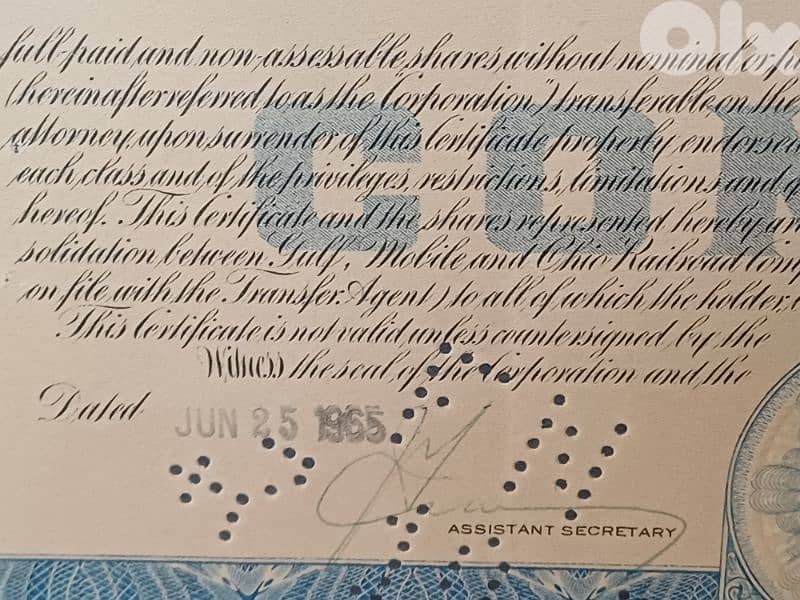 Olx
full-paid and non-assessable shares, without nominal or
(hereinafter referred to as the "Corporation") transferable on the
attorney, upon surrender of this Certificate properly endorsed
each class and of the privileges, restrictions, limitations and
hereof. This Certificate and the shares represented hereby are
solidation between Gulf, Mobile and Ohio Railroad
on file with the Transfer Agent) to all of which the holder,
This Certificate is not valid unless countersigned by the
Witness the seal of the Corporation and the
Dated JUN 25 1965
ASSISTANT SECRETARY
CO